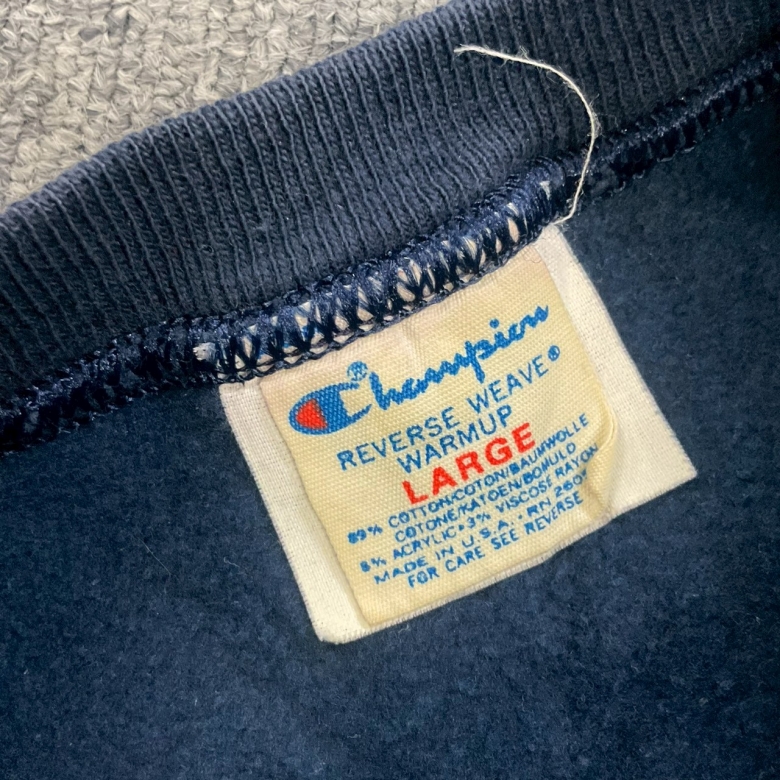 Champion®
REVERSE WEAVE®
WARMUP
LARGE
89% COTTON/COTON/BAUMWOLLE
COTONE/KATOEN/BOMULD
8% ACRYLIC•3% VISCOSE RAYON
MADE IN U.S.A. • RN 26094
FOR CARE SEE REVERSE